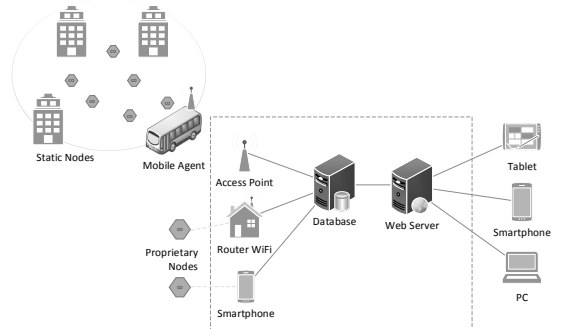 Static Nodes
Mobile Agent
Access Point
Tablet
Database
Web Server
Proprietary
Nodes
Router WiFi
Smartphone
PC
Smartphone